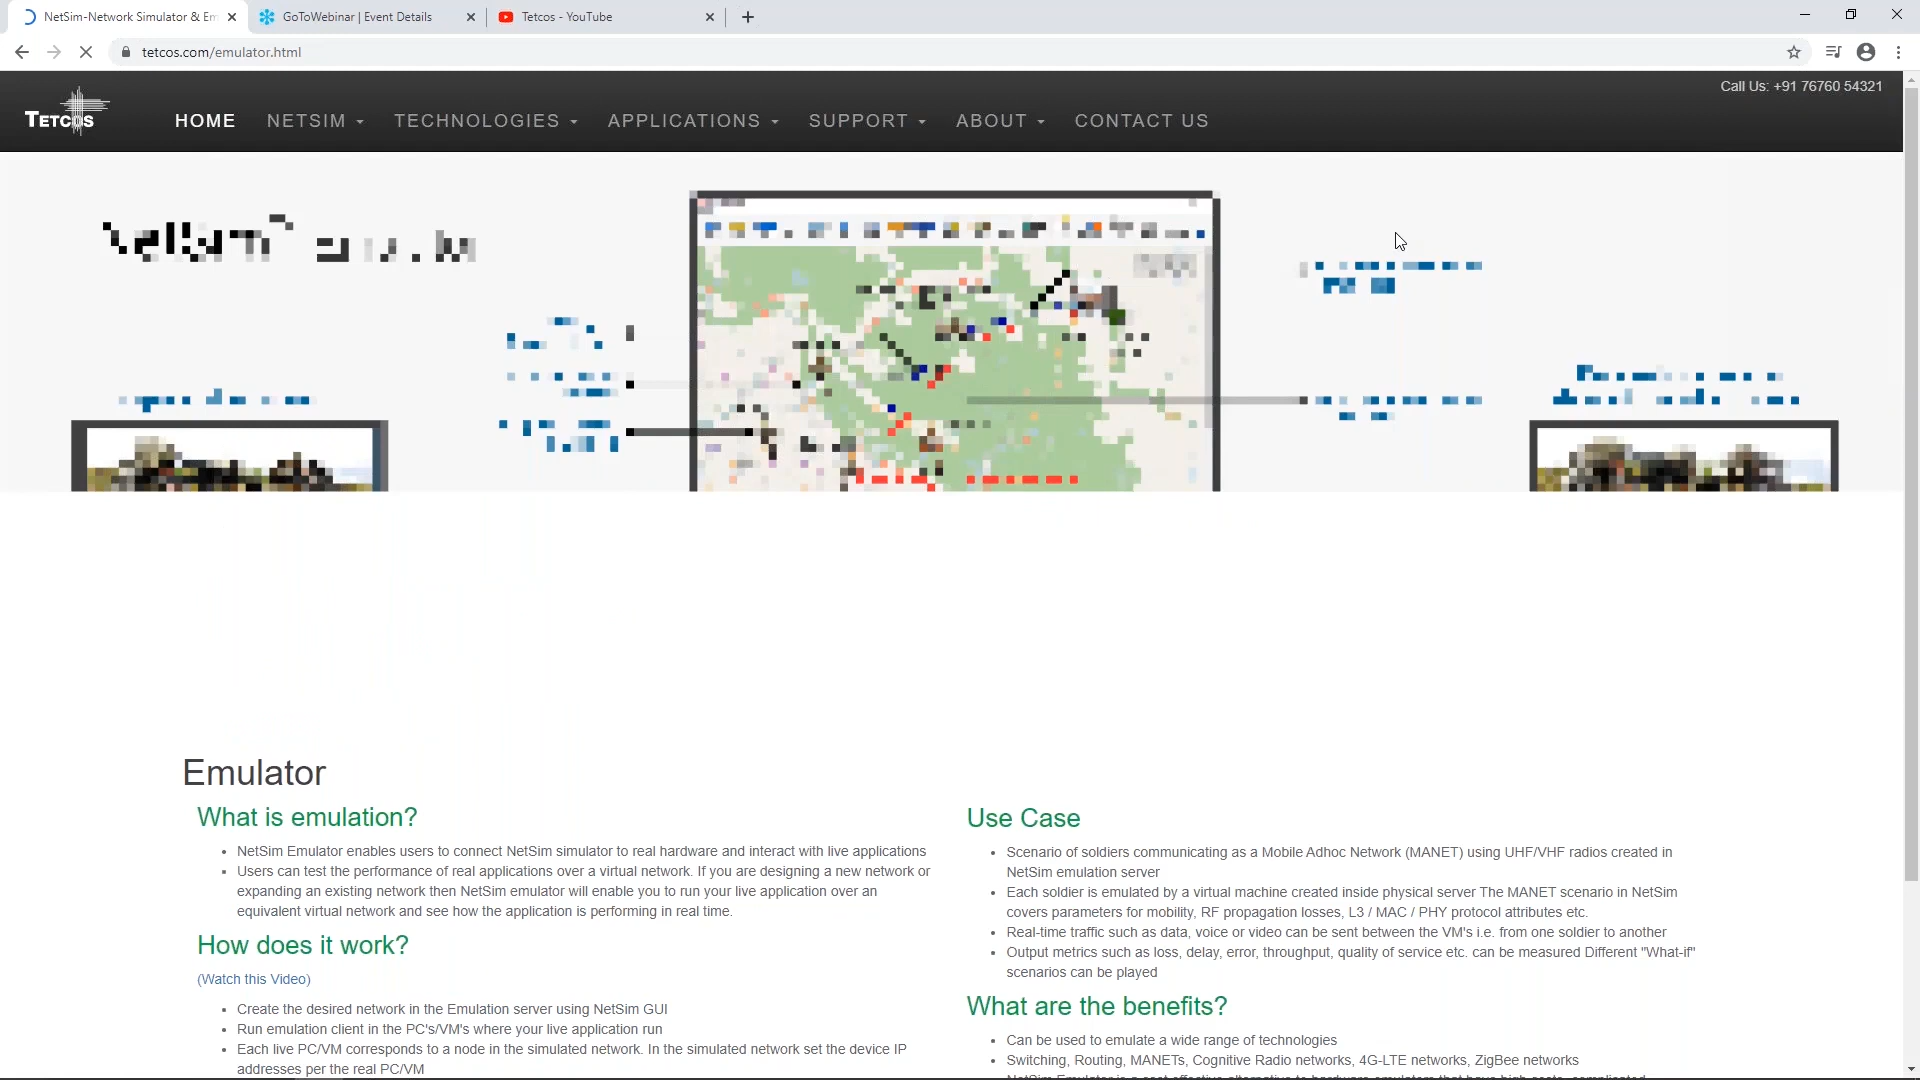 NetSim-Network Simulator & Em
GoToWebinar | Event Details
Tetcos - YouTube
tetcos.com/emulator.html
Call Us: +91 76760 54321
TETCOS
HOME
NETSIM
TECHNOLOGIES
APPLICATIONS
SUPPORT
ABOUT
CONTACT US
Emulator
What is emulation?
• NetSim Emulator enables users to connect NetSim simulator to real hardware and interact with live applications
• Users can test the performance of real applications over a virtual network. If you are designing a new network or
expanding an existing network then NetSim emulator will enable you to run your live application over an
equivalent virtual network and see how the application is performing in real time.
How does it work?
(Watch this Video)
• Create the desired network in the Emulation server using NetSim GUI
• Run emulation client in the PC's/VM's where your live application run
• Each live PC/VM corresponds to a node in the simulated network. In the simulated network set the device IP
addresses per the real PC/VM
Use Case
• Scenario of soldiers communicating as a Mobile Adhoc Network (MANET) using UHF/VHF radios created in
NetSim emulation server
• Each soldier is emulated by a virtual machine created inside physical server The MANET scenario in NetSim
covers parameters for mobility, RF propagation losses, L3 / MAC / PHY protocol attributes etc.
• Real-time traffic such as data, voice or video can be sent between the VM's i.e. from one soldier to another
• Output metrics such as loss, delay, error, throughput, quality of service etc. can be measured Different "What-if"
scenarios can be played
What are the benefits?
• Can be used to emulate a wide range of technologies
• Switching, Routing, MANETs, Cognitive Radio networks, 4G-LTE networks, ZigBee networks